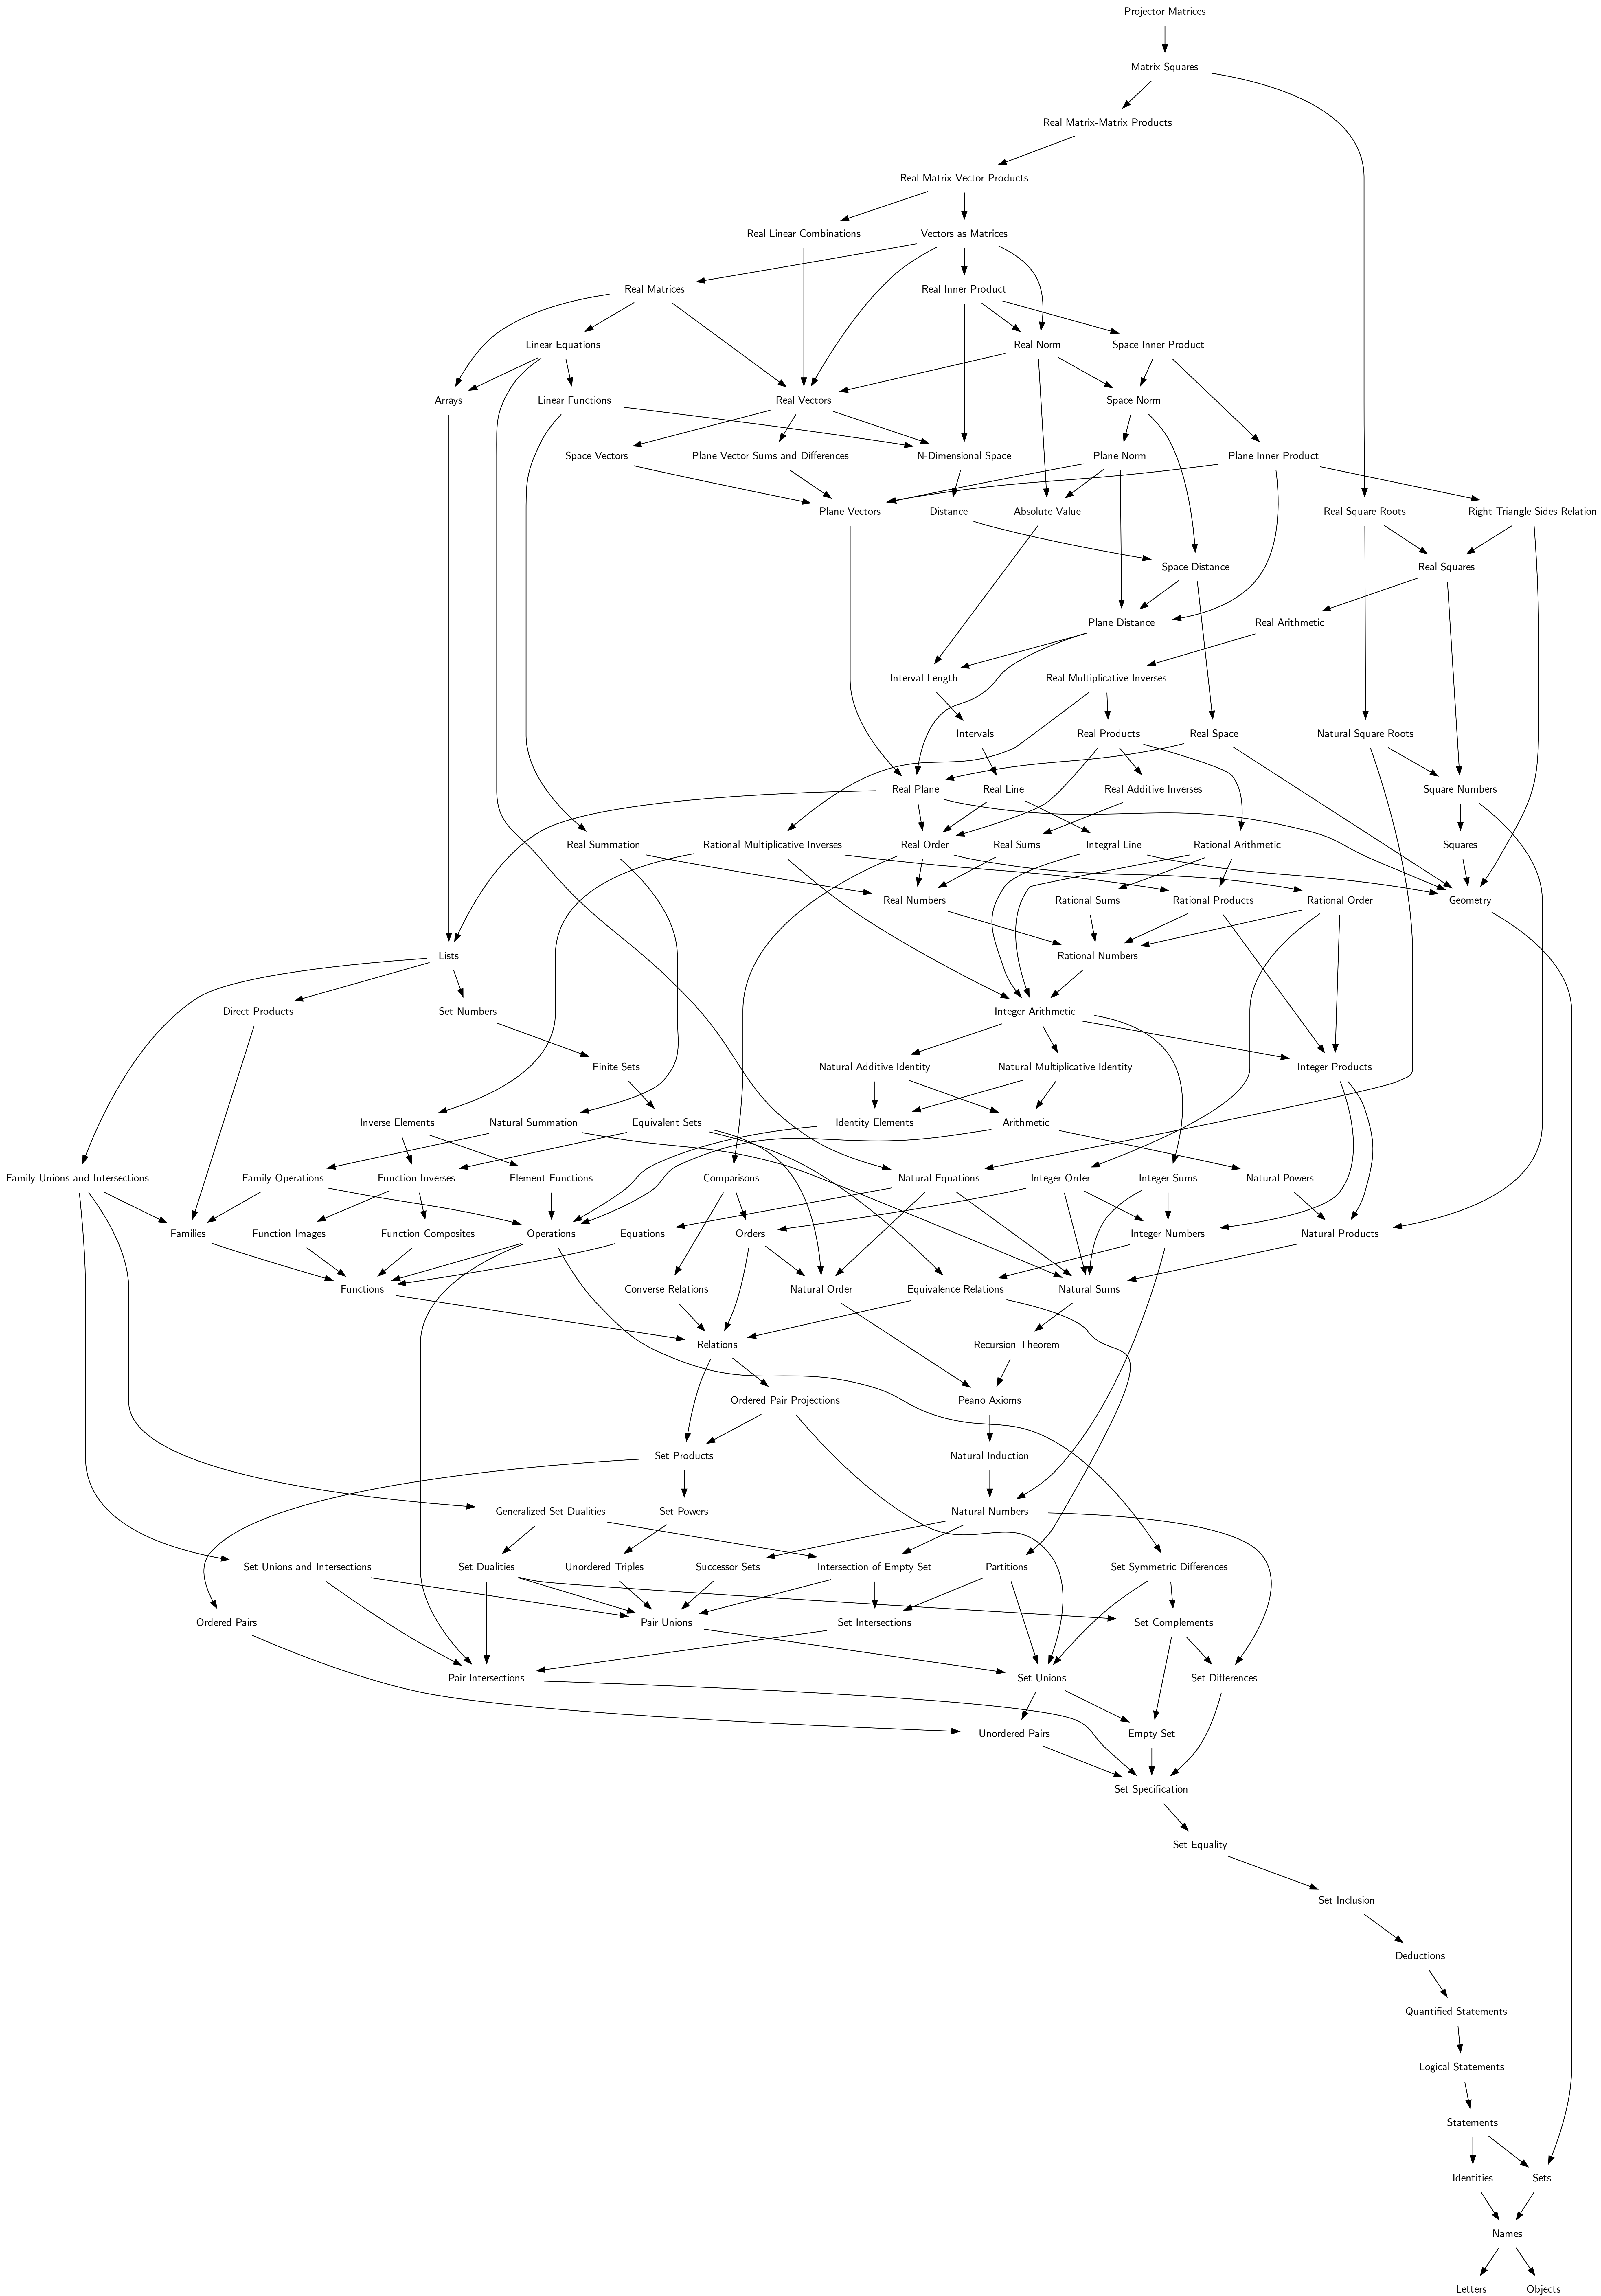 Projector Matrices
Matrix Squares
Real Matrix-Matrix Products
Real Matrix-Vector Products
Real Linear Combinations
Vectors as Matrices
Real Matrices
Real Inner Product
Linear Equations
Real Norm
Space Inner Product
Arrays
Linear Functions
Real Vectors
Space Norm
Space Vectors
Plane Vector Sums and Differences
N-Dimensional Space
Plane Norm
Plane Inner Product
Plane Vectors
Distance
Absolute Value
Real Square Roots
Right Triangle Sides Relation
Space Distance
Real Squares
Plane Distance
Real Arithmetic
Interval Length
Real Multiplicative Inverses
Intervals
Real Products
Real Space
Natural Square Roots
Real Plane
Real Line
Real Additive Inverses
Square Numbers
Real Summation
Rational Multiplicative Inverses
Real Order
Real Sums
Integral Line
Rational Arithmetic
Squares
Real Numbers
Rational Sums
Rational Products
Rational Order
Geometry
Lists
Rational Numbers
Direct Products
Set Numbers
Integer Arithmetic
Finite Sets
Natural Additive Identity
Natural Multiplicative Identity
Integer Products
Inverse Elements
Natural Summation
Equivalent Sets
Identity Elements
Arithmetic
Family Unions and Intersections
Family Operations
Function Inverses
Element Functions
Comparisons
Natural Equations
Integer Order
Integer Sums
Natural Powers
Families
Function Images
Function Composites
Operations
Equations
Orders
Integer Numbers
Natural Products
Functions
Converse Relations
Natural Order
Equivalence Relations
Natural Sums
Relations
Recursion Theorem
Ordered Pair Projections
Peano Axioms
Set Products
Natural Induction
Generalized Set Dualities
Set Powers
Natural Numbers
Set Unions and Intersections
Set Dualities
Unordered Triples
Successor Sets
Intersection of Empty Set
Partitions
Set Symmetric Differences
Ordered Pairs
Pair Unions
Set Intersections
Set Complements
Pair Intersections
Set Unions
Set Differences
Unordered Pairs
Empty Set
Set Specification
Set Equality
Set Inclusion
Deductions
Quantified Statements
Logical Statements
Statements
Identities
Sets
Names
Letters
Objects